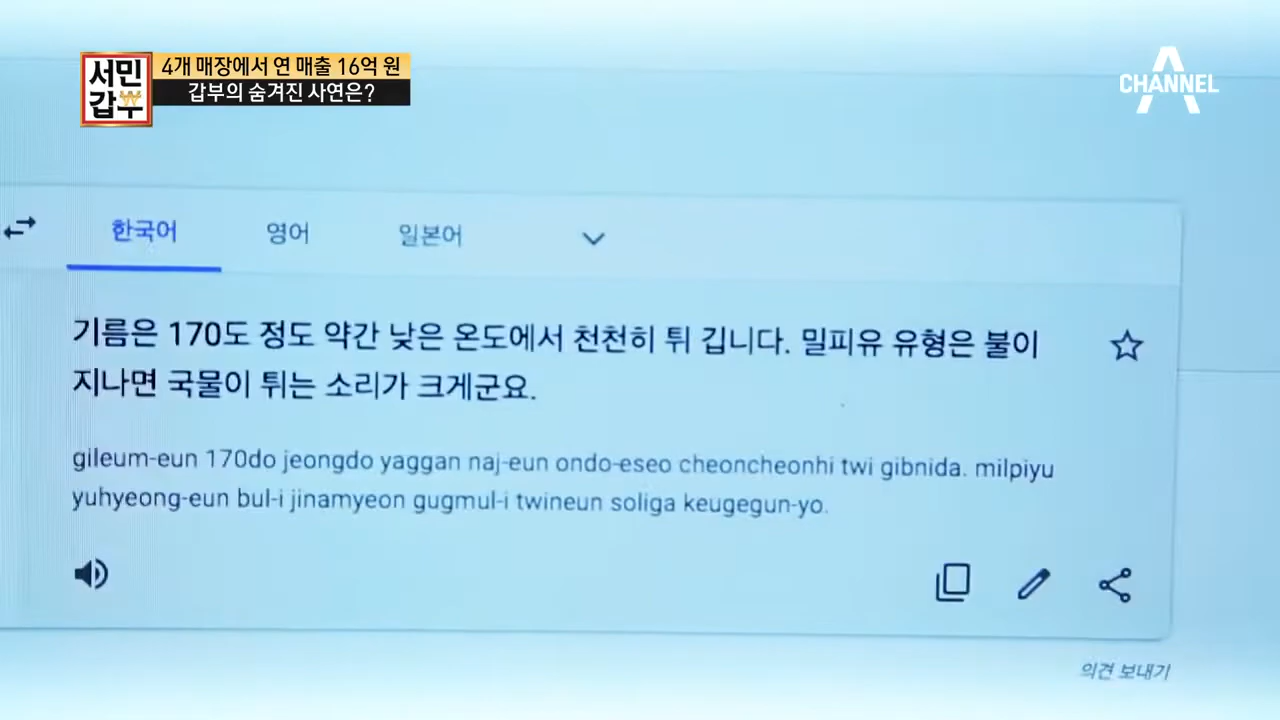 서민
갑부
4개 매장에서 연 매출 16억 원
갑부의 숨겨진 사연은?
CHANNEL A
한국어 영어 일본어
기름은 170도 정도 약간 낮은 온도에서 천천히 튀 깁니다. 밀피유 유형은 불이
지나면 국물이 튀는 소리가 크게군요.
gileum-eun 170do jeongdo yaggan naj-eun ondo-eseo cheoncheonhi twi gibnida. milpiyu
yuhyeong-eun bul-i jinamyeon gugmul-i twineun soliga keugegun-yo.
의견 보내기